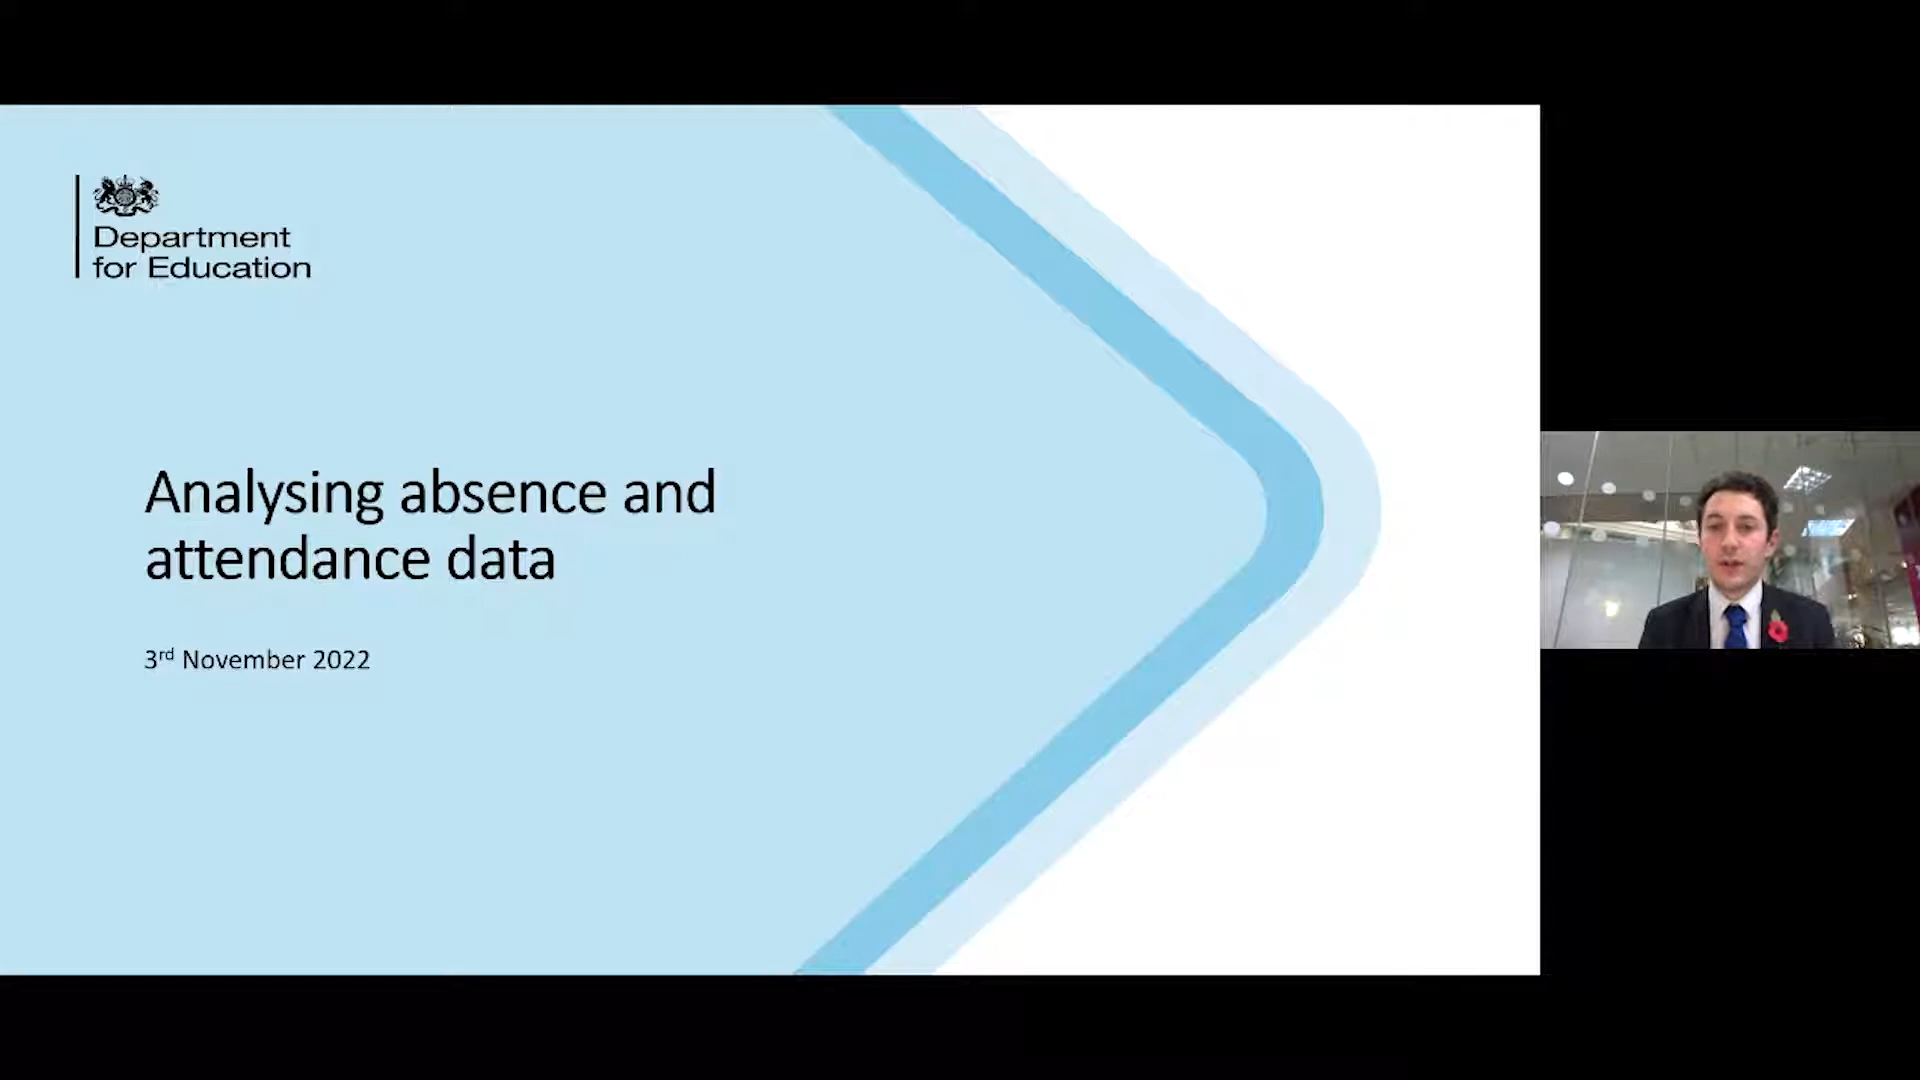 Department
for Education
Analysing absence and
attendance data
3rd November 2022